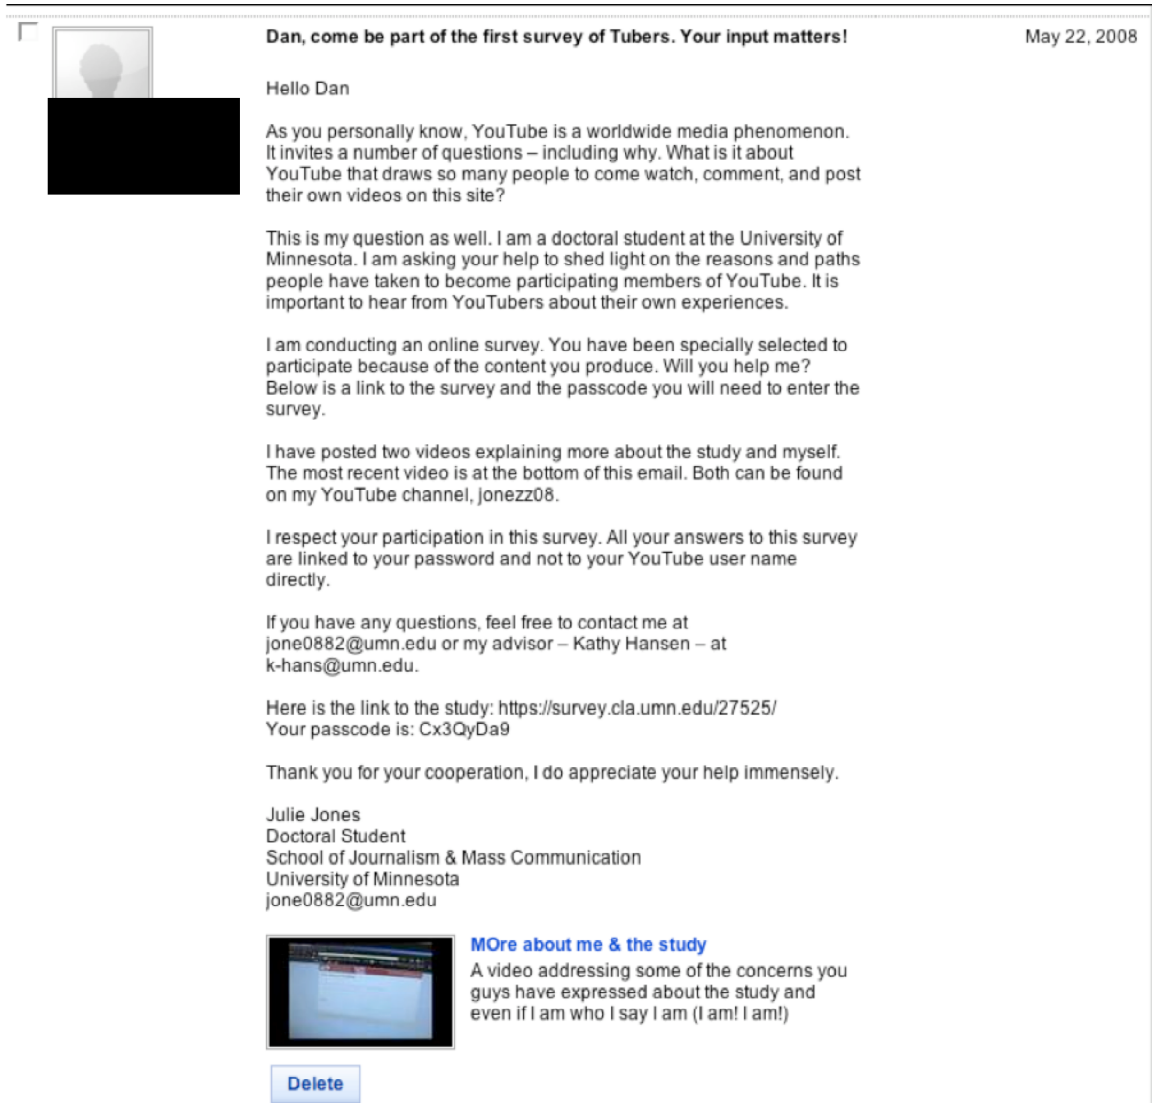 Dan, come be part of the first survey of Tubers. Your input matters!
May 22, 2008
Hello Dan
As you personally know, YouTube is a worldwide media phenomenon.
It invites a number of questions – including why. What is it about
YouTube that draws so many people to come watch, comment, and post
their own videos on this site?
This is my question as well. I am a doctoral student at the University of
Minnesota. I am asking your help to shed light on the reasons and paths
people have taken to become participating members of YouTube. It is
important to hear from YouTubers about their own experiences.
I am conducting an online survey. You have been specially selected to
participate because of the content you produce. Will you help me?
Below is a link to the survey and the passcode you will need to enter the
survey.
I have posted two videos explaining more about the study and myself.
The most recent video is at the bottom of this email. Both can be found
on my YouTube channel, jonezz08.
I respect your participation in this survey. All your answers to this survey
are linked to your password and not to your YouTube user name
directly.
If you have any questions, feel free to contact me at
jone0882@umn.edu or my advisor – Kathy Hansen – at
k-hans@umn.edu.
Here is the link to the study: https://survey.cla.umn.edu/27525/
Your passcode is: Cx3QyDa9
Thank you for your cooperation, I do appreciate your help immensely.
Julie Jones
Doctoral Student
School of Journalism & Mass Communication
University of Minnesota
jone0882@umn.edu
MOre about me & the study
A video addressing some of the concerns you
guys have expressed about the study and
even if I am who I say I am (I am! I am!)
Delete